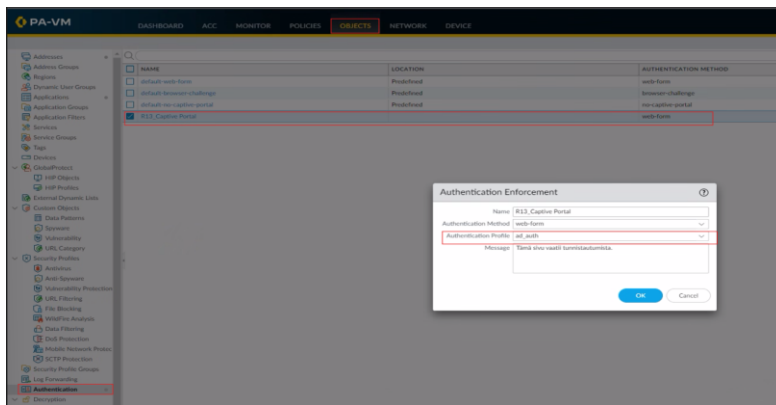 PA-VM
DASHBOARD ACC MONITOR POLICIES OBJECTS NETWORK DEVICE
Addresses
Address Groups
Regions
Dynamic User Groups
Applications
Application Groups
Application Filters
Services
Service Groups
Tags
Devices
GlobalProtect
HIP Objects
HIP Profiles
External Dynamic Lists
Custom Objects
Data Patterns
Spyware
Vulnerability
URL Category
Security Profiles
Antivirus
Anti-Spyware
Vulnerability Protection
URL Filtering
File Blocking
WildFire Analysis
Data Filtering
DoS Protection
Mobile Network Protec
SCTP Protection
Security Profile Groups
Log Forwarding
Authentication
Decryption
NAME LOCATION AUTHENTICATION METHOD
default-web-form Predefined web-form
default-browser-challenge Predefined browser-challenge
default-no-captive-portal Predefined no-captive-portal
R13_Captive Portal web-form
Authentication Enforcement
Name R13_Captive Portal
Authentication Method web-form
Authentication Profile ad_auth
Message Tämä sivu vaatii tunnistautumista.
OK Cancel